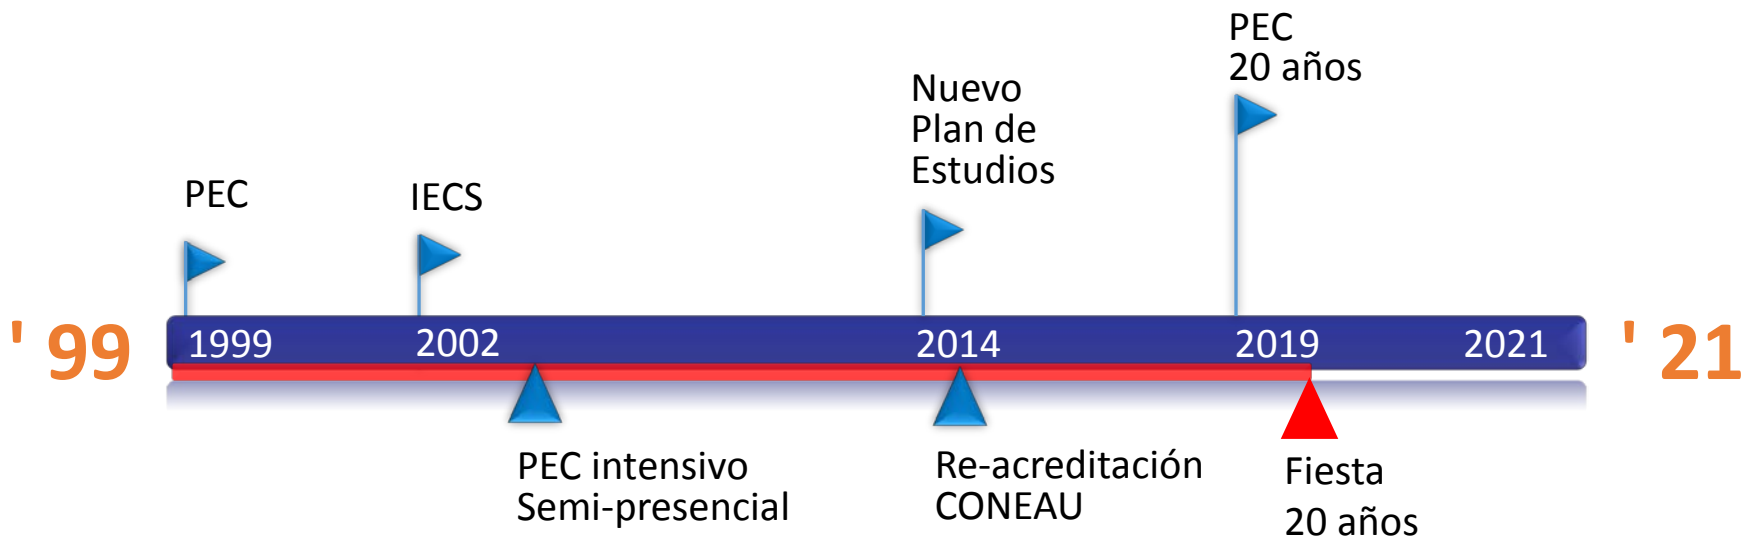 PEC
20 años
Nuevo
Plan de
Estudios
PEC
IECS
' 99
1999
2002
2014
2019
2021
' 21
PEC intensivo
Semi-presencial
Re-acreditación
CONEAU
Fiesta
20 años